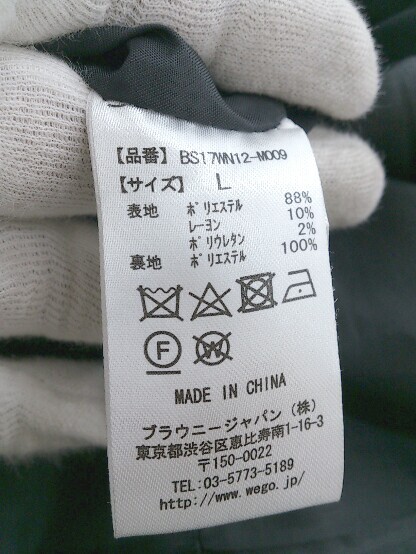 【品番】 BS17WN12-M009
【サイズ】 L
表地 ポリエステル 88%
レーヨン 10%
ポリウレタン 2%
裏地 ポリエステル 100%
F
W
MADE IN CHINA
ブラウニージャパン（株）
東京都渋谷区恵比寿南1-16-3
〒150-0022
TEL:03-5773-5189
http://www.wego.jp/